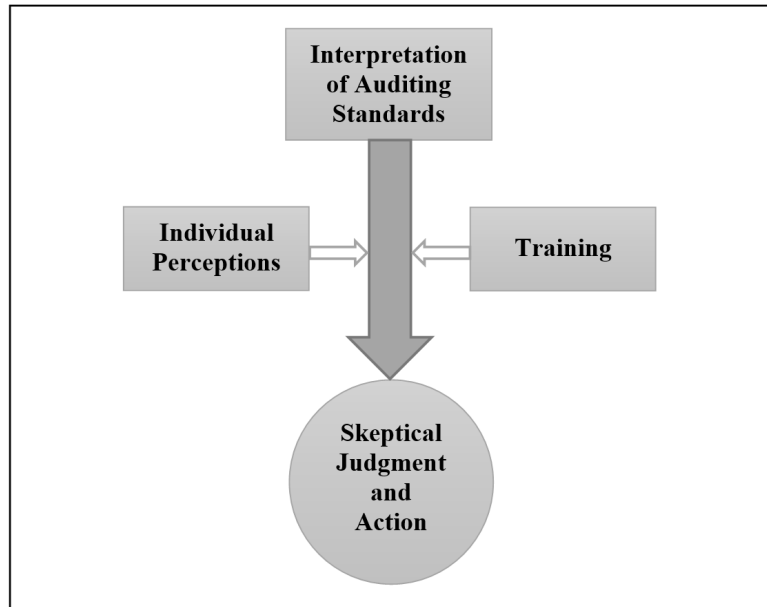 Interpretation
of Auditing
Standards
Individual
Perceptions
Training
Skeptical
Judgment
and
Action